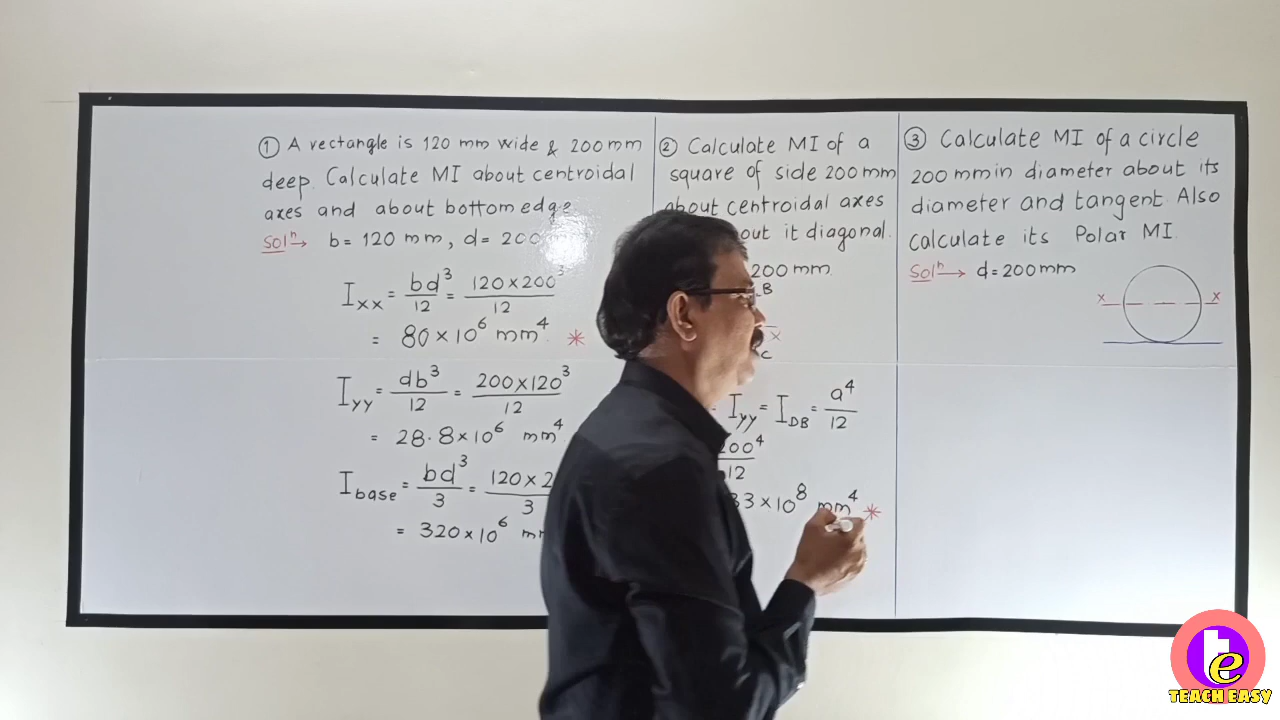 ① A rectangle is 120 mm wide & 200 mm
deep. Calculate MI about centroidal
axes and about bottom edge
Solⁿ→ b = 120 mm, d = 200
Ixx = bd³/12 = 120×200³/12
= 80×10⁶ mm⁴ *
Iyy = db³/12 = 200×120³/12
= 28.8×10⁶ mm⁴
Ibase = bd³/3 = 120×2 /3
= 320×10⁶
② Calculate MI of a
square of side 200 mm
about centroidal axes
out it diagonal.
200 mm
B
x
C
Iyy = IDB = a⁴/12
200⁴/12
33×10⁸ mm⁴ *
③ Calculate MI of a circle
200 mm in diameter about its
diameter and tangent. Also
Calculate its Polar MI.
Solⁿ→ d = 200 mm
x x
te
TEACH EASY